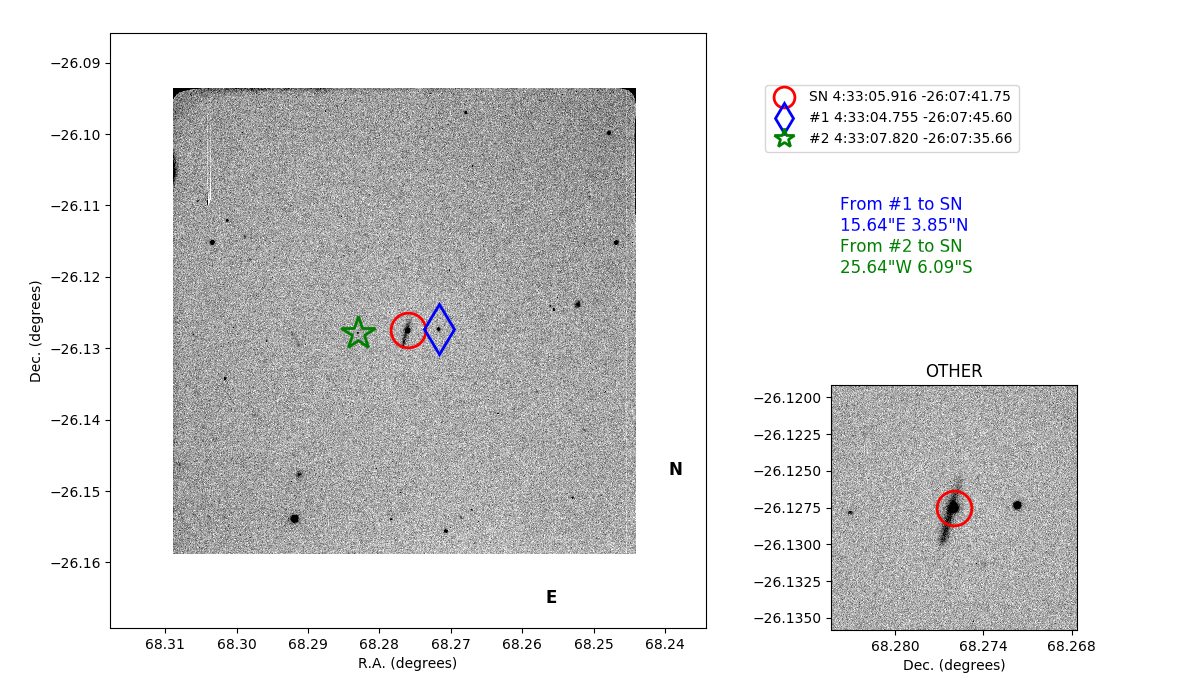 −26.09
−26.10
−26.11
−26.12
−26.13
−26.14
−26.15
−26.16
Dec. (degrees)
68.31 68.30 68.29 68.28 68.27 68.26 68.25 68.24
R.A. (degrees)
N
E
SN 4:33:05.916 -26:07:41.75
#1 4:33:04.755 -26:07:45.60
#2 4:33:07.820 -26:07:35.66
From #1 to SN
15.64"E 3.85"N
From #2 to SN
25.64"W 6.09"S
OTHER
−26.1200
−26.1225
−26.1250
−26.1275
−26.1300
−26.1325
−26.1350
68.280 68.274 68.268
Dec. (degrees)